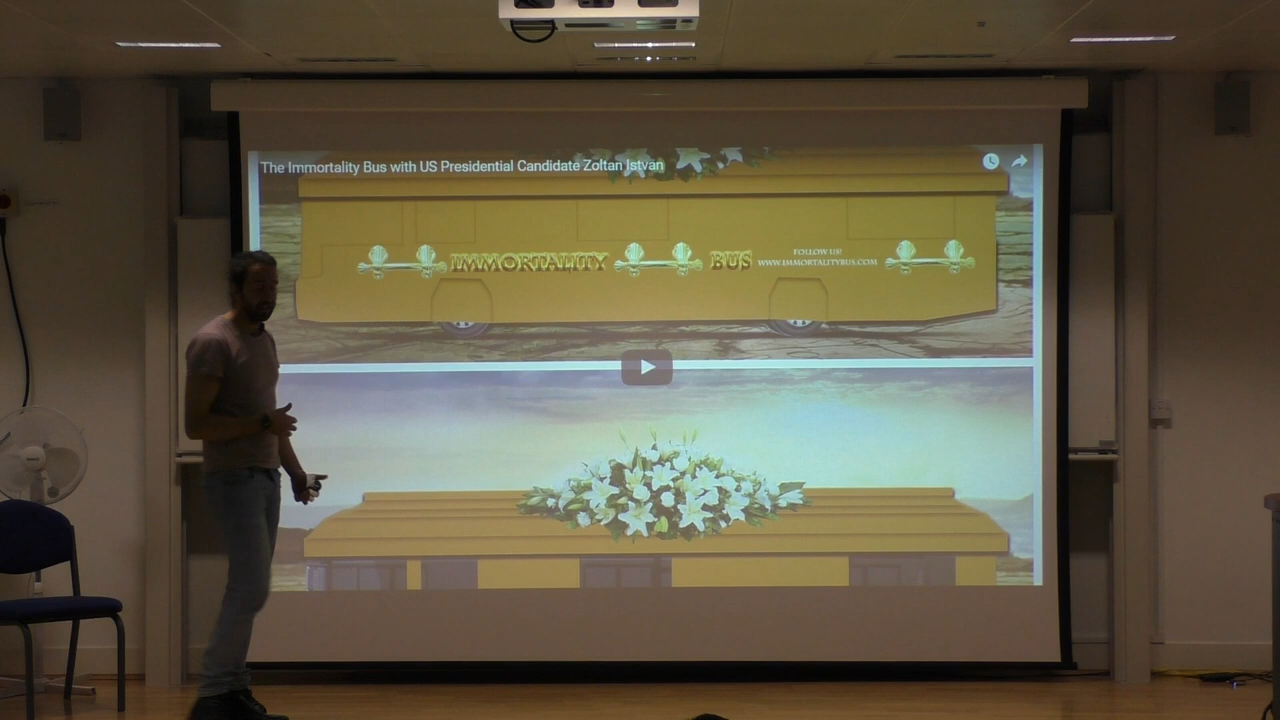 The Immortality Bus with US Presidential Candidate Zoltan Istvan
IMMORTALITY BUS
FOLLOW US!
WWW.IMMORTALITYBUS.COM